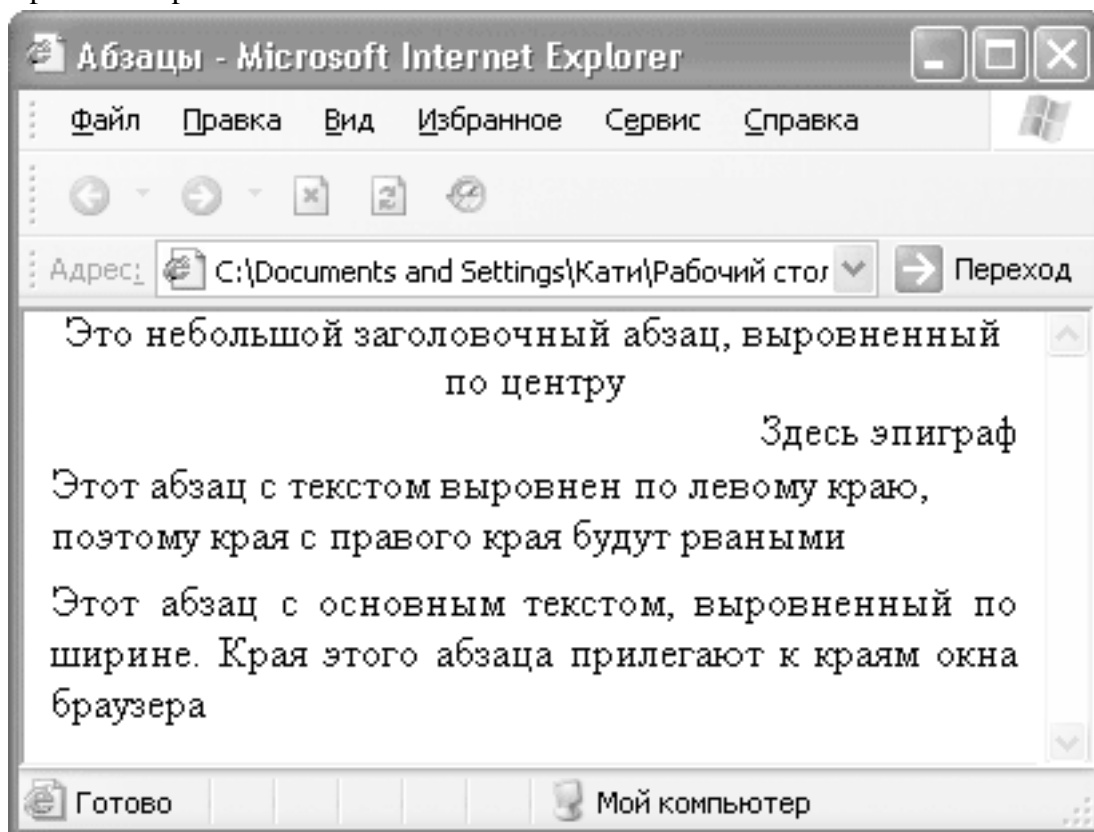 Абзацы - Microsoft Internet Explorer
Файл Правка Вид Избранное Сервис Справка
Адрес: C:\Documents and Settings\Кати\Рабочий стол Переход
Это небольшой заголовочный абзац, выровненный
по центру
Здесь эпиграф
Этот абзац с текстом выровнен по левому краю,
поэтому края с правого края будут рваными
Этот абзац с основным текстом, выровненный по
ширине. Края этого абзаца прилегают к краям окна
браузера
Готово Мой компьютер